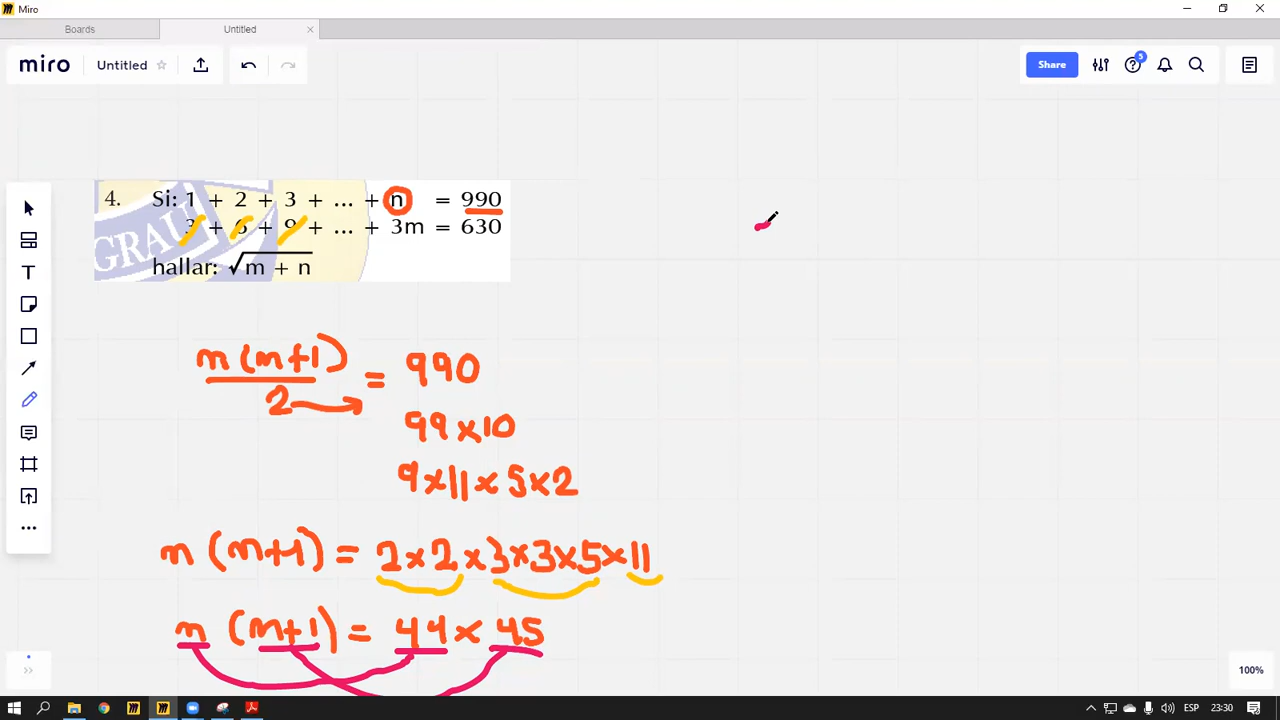 Miro
Boards
Untitled
miro
Untitled
Share
5
4. Si: 1 + 2 + 3 + ... + n = 990
3 + 6 + 9 + ... + 3m = 630
hallar: √m + n
GRAU
n(n+1)
2
= 990
99×10
9×11×5×2
n(n+1) = 2×2×3×3×5×11
n(n+1) = 44×45
100%
ESP
23:30